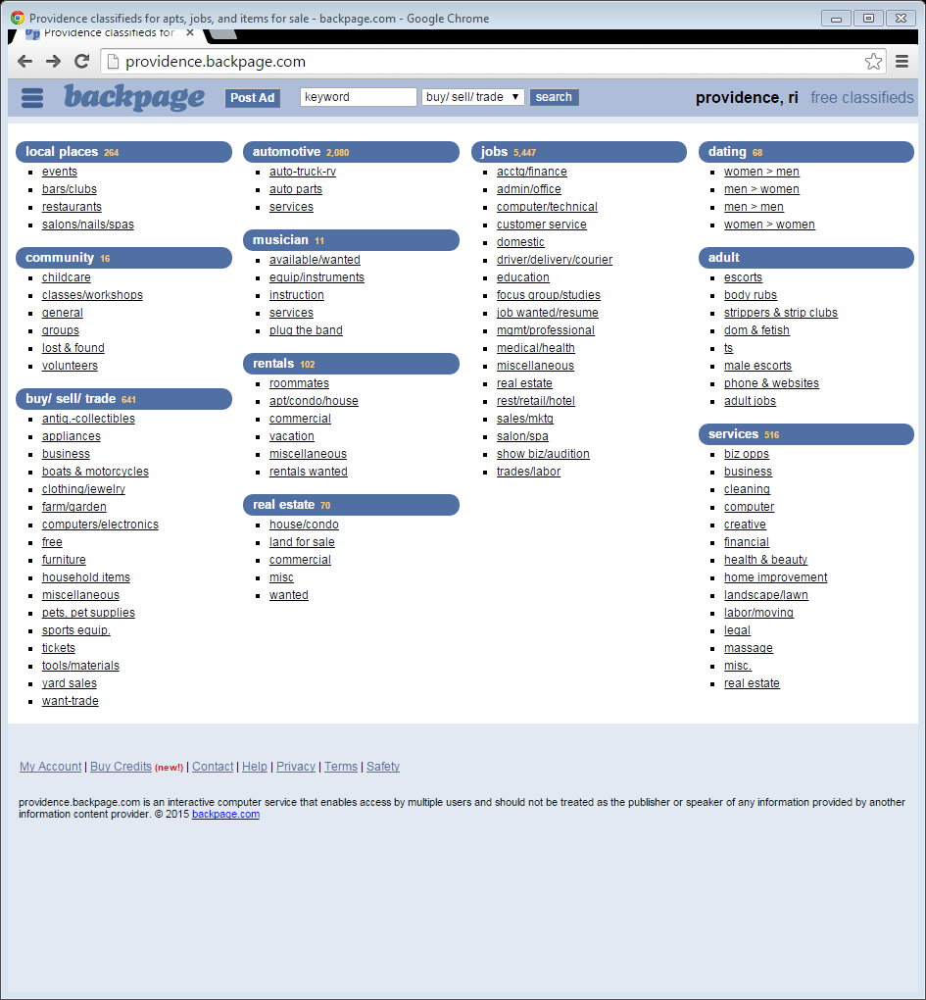 Providence classifieds for apts, jobs, and items for sale - backpage.com - Google Chrome
Providence classifieds for
providence.backpage.com
backpage Post Ad keyword buy/ sell/ trade search providence, ri free classifieds
local places 264
events
bars/clubs
restaurants
salons/nails/spas
community 16
childcare
classes/workshops
general
groups
lost & found
volunteers
buy/ sell/ trade 641
antiq.-collectibles
appliances
business
boats & motorcycles
clothing/jewelry
farm/garden
computers/electronics
free
furniture
household items
miscellaneous
pets, pet supplies
sports equip.
tickets
tools/materials
yard sales
want-trade
automotive 2,080
auto-truck-rv
auto parts
services
musician 11
available/wanted
equip/instruments
instruction
services
plug the band
rentals 102
roommates
apt/condo/house
commercial
vacation
miscellaneous
rentals wanted
real estate 70
house/condo
land for sale
commercial
misc
wanted
jobs 5,447
acctg/finance
admin/office
computer/technical
customer service
domestic
driver/delivery/courier
education
focus group/studies
job wanted/resume
mgmt/professional
medical/health
miscellaneous
real estate
rest/retail/hotel
sales/mktg
salon/spa
show biz/audition
trades/labor
dating 68
women > men
men > women
men > men
women > women
adult
escorts
body rubs
strippers & strip clubs
dom & fetish
ts
male escorts
phone & websites
adult jobs
services 516
biz opps
business
cleaning
computer
creative
financial
health & beauty
home improvement
landscape/lawn
labor/moving
legal
massage
misc.
real estate
My Account | Buy Credits (new!) | Contact | Help | Privacy | Terms | Safety
providence.backpage.com is an interactive computer service that enables access by multiple users and should not be treated as the publisher or speaker of any information provided by another
information content provider. © 2015 backpage.com